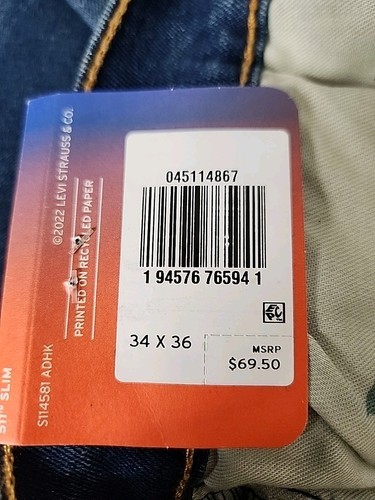 045114867
1 94576 76594 1
34 X 36
MSRP
$69.50
©2022 LEVI STRAUSS & CO.
PRINTED ON RECYCLED PAPER
S114581 ADHK
511™ SLIM